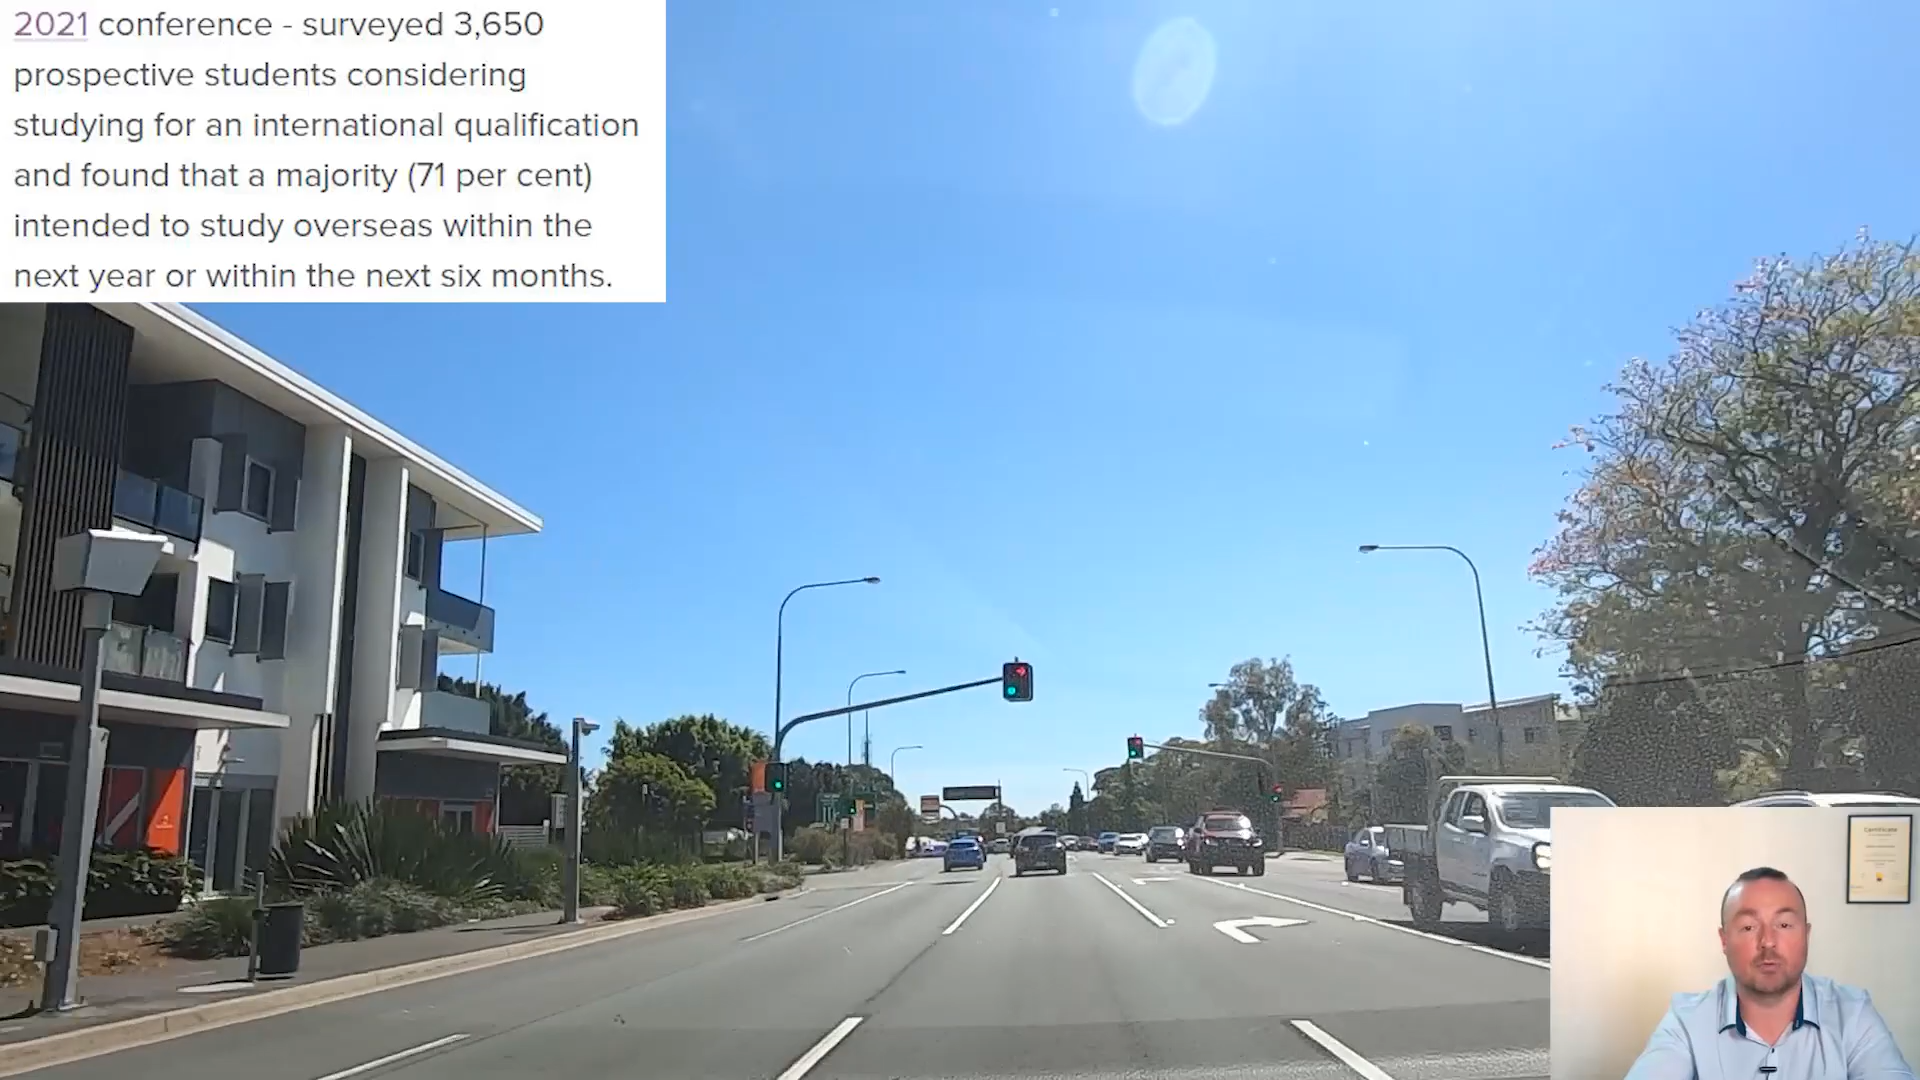 2021 conference - surveyed 3,650
prospective students considering
studying for an international qualification
and found that a majority (71 per cent)
intended to study overseas within the
next year or within the next six months.
Certificate